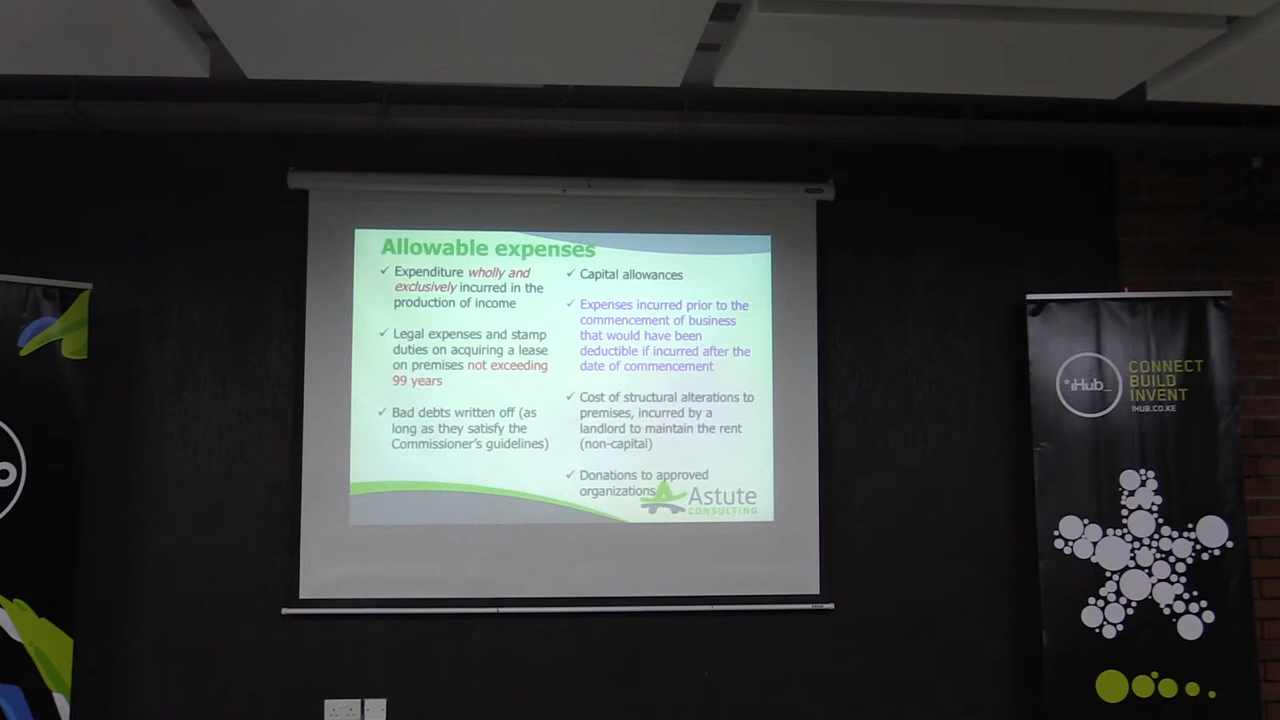 Allowable expenses
✓ Expenditure wholly and
exclusively incurred in the
production of income
✓ Legal expenses and stamp
duties on acquiring a lease
on premises not exceeding
99 years
✓ Bad debts written off (as
long as they satisfy the
Commissioner's guidelines)
✓ Capital allowances
✓ Expenses incurred prior to the
commencement of business
that would have been
deductible if incurred after the
date of commencement
✓ Cost of structural alterations to
premises, incurred by a
landlord to maintain the rent
(non-capital)
✓ Donations to approved
organizations
Astute
CONSULTING
*iHub_
CONNECT
BUILD
INVENT
IHUB.CO.KE